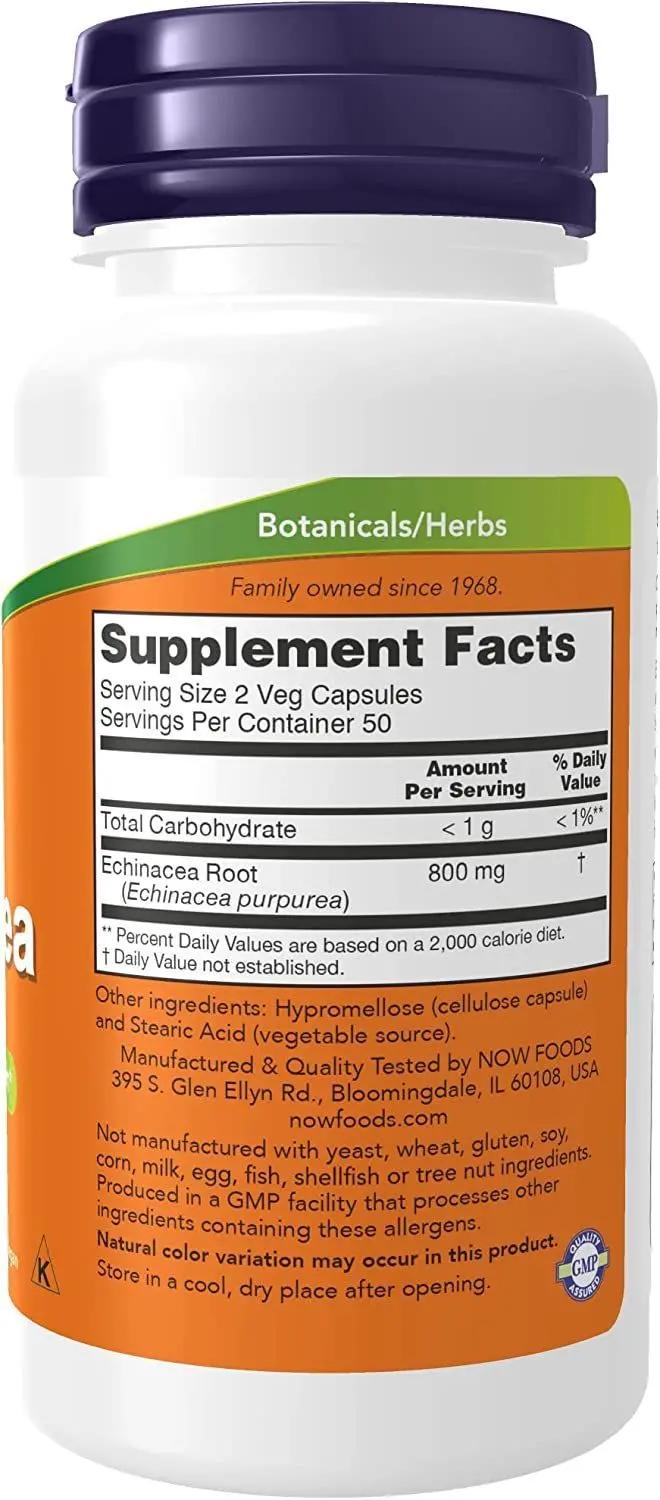 Botanicals/Herbs
Family owned since 1968.
Supplement Facts
Serving Size 2 Veg Capsules
Servings Per Container 50
Amount Per Serving
% Daily Value
Total Carbohydrate < 1 g < 1%**
Echinacea Root 800 mg †
(Echinacea purpurea)
** Percent Daily Values are based on a 2,000 calorie diet.
† Daily Value not established.
Other ingredients: Hypromellose (cellulose capsule)
and Stearic Acid (vegetable source).
Manufactured & Quality Tested by NOW FOODS
395 S. Glen Ellyn Rd., Bloomingdale, IL 60108, USA
nowfoods.com
Not manufactured with yeast, wheat, gluten, soy,
corn, milk, egg, fish, shellfish or tree nut ingredients.
Produced in a GMP facility that processes other
ingredients containing these allergens.
Natural color variation may occur in this product.
Store in a cool, dry place after opening.
QUALITY
GMP
ASSURED
K
ea